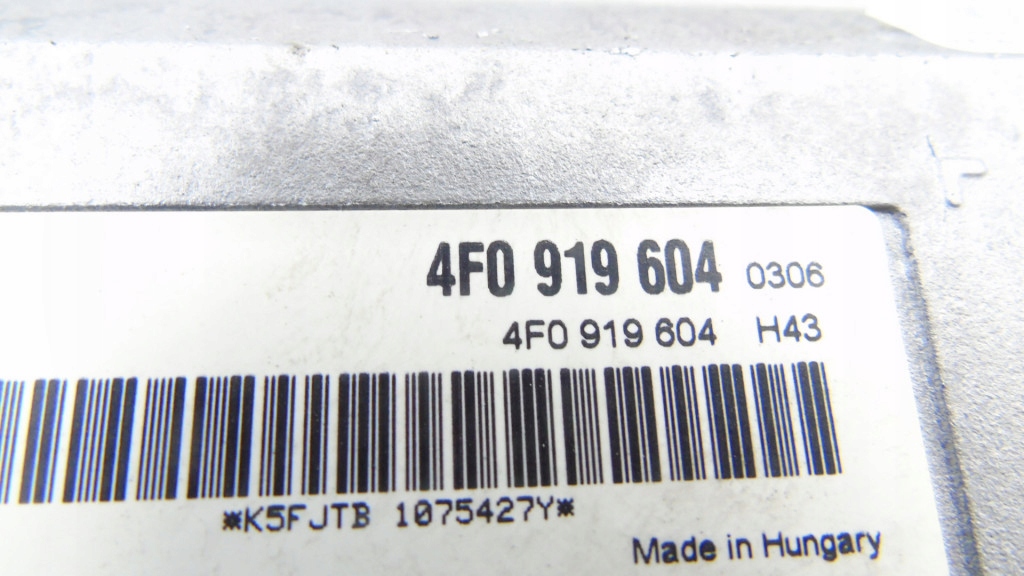 4F0 919 604 0306
4F0 919 604 H43
*K5FJTB 1075427Y*
Made in Hungary